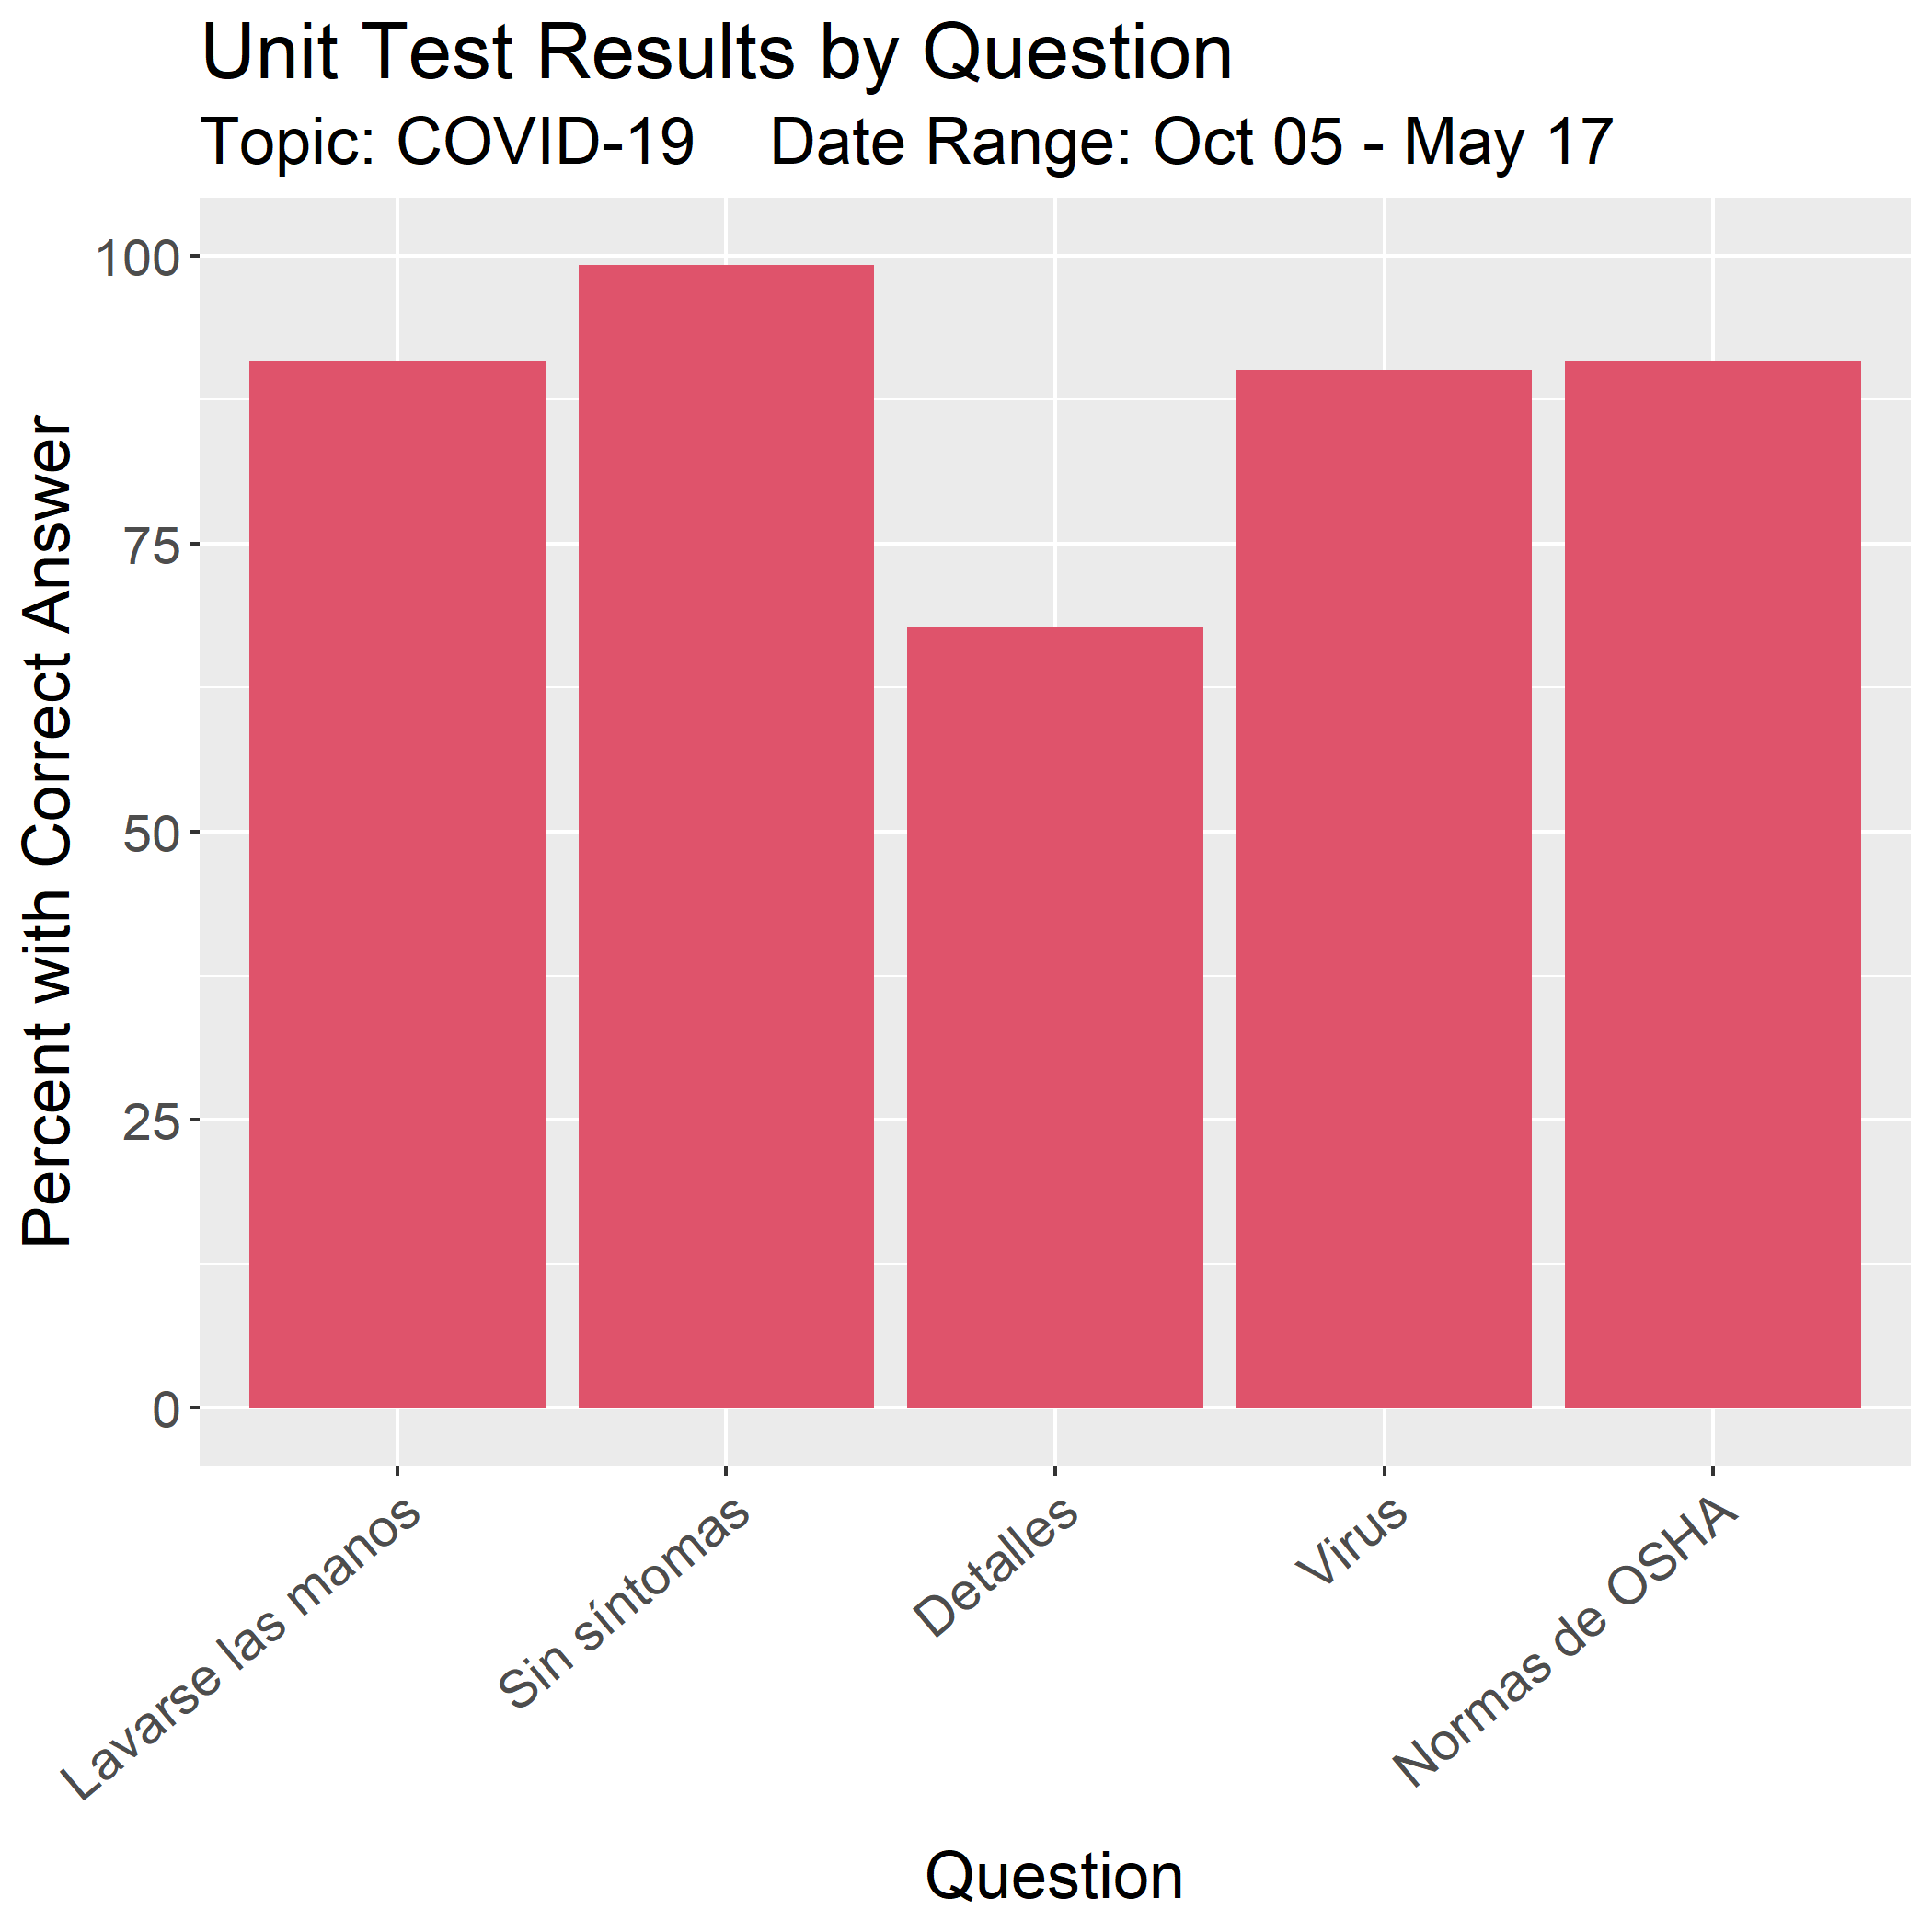 Unit Test Results by Question
Topic: COVID-19 Date Range: Oct 05 - May 17
Percent with Correct Answer
100
75
50
25
0
Lavarse las manos
Sin síntomas
Detalles
Virus
Normas de OSHA
Question